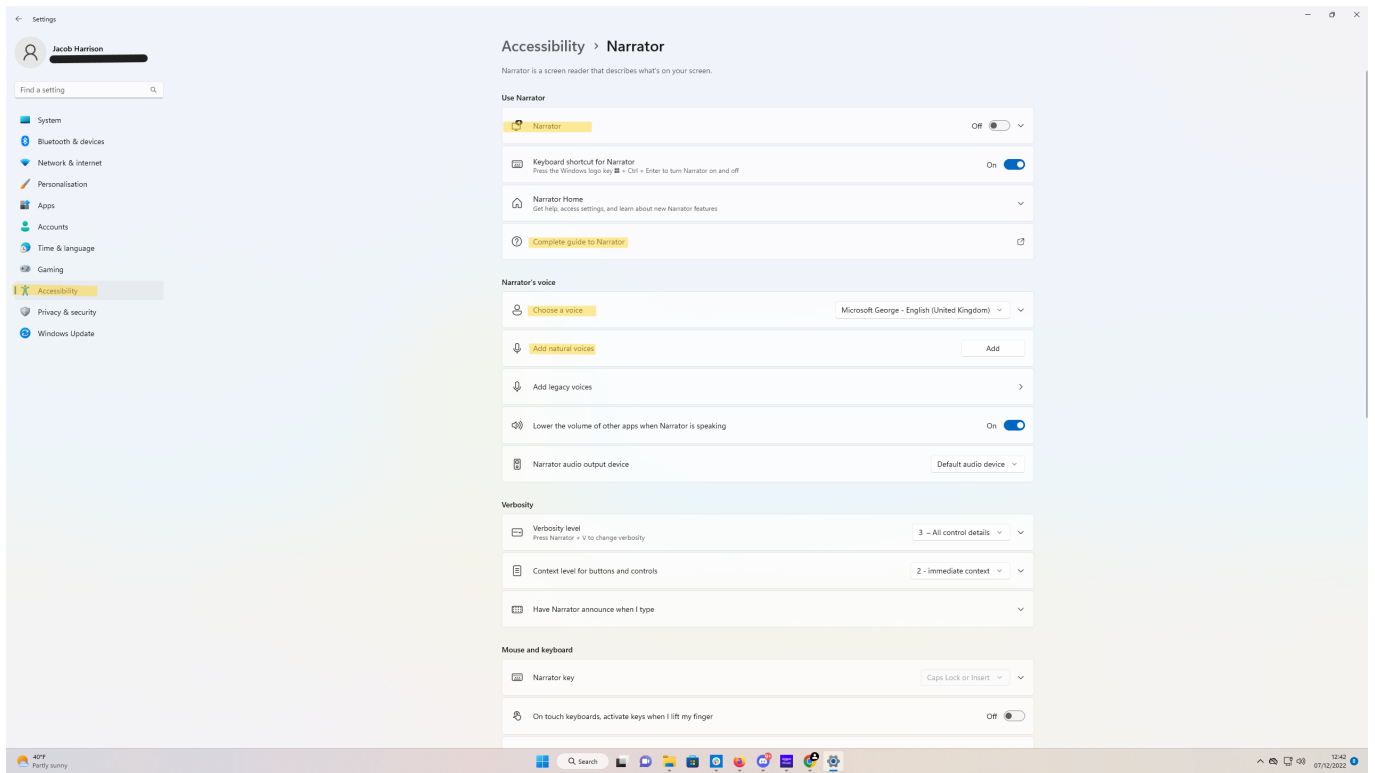 Settings
Jacob Harrison
Find a setting
System
Bluetooth & devices
Network & internet
Personalisation
Apps
Accounts
Time & language
Gaming
Accessibility
Privacy & security
Windows Update
Accessibility > Narrator
Narrator is a screen reader that describes what's on your screen.
Use Narrator
Narrator Off
Keyboard shortcut for Narrator On
Press the Windows logo key + Ctrl + Enter to turn Narrator on and off
Narrator Home
Get help, access settings, and learn about new Narrator features
Complete guide to Narrator
Narrator's voice
Choose a voice Microsoft George - English (United Kingdom)
Add natural voices Add
Add legacy voices
Lower the volume of other apps when Narrator is speaking On
Narrator audio output device Default audio device
Verbosity
Verbosity level 3 – All control details
Press Narrator + V to change verbosity
Context level for buttons and controls 2 - immediate context
Have Narrator announce when I type
Mouse and keyboard
Narrator key Caps Lock or Insert
On touch keyboards, activate keys when I lift my finger Off
40°F
Partly sunny
Search
12:42
07/12/2022